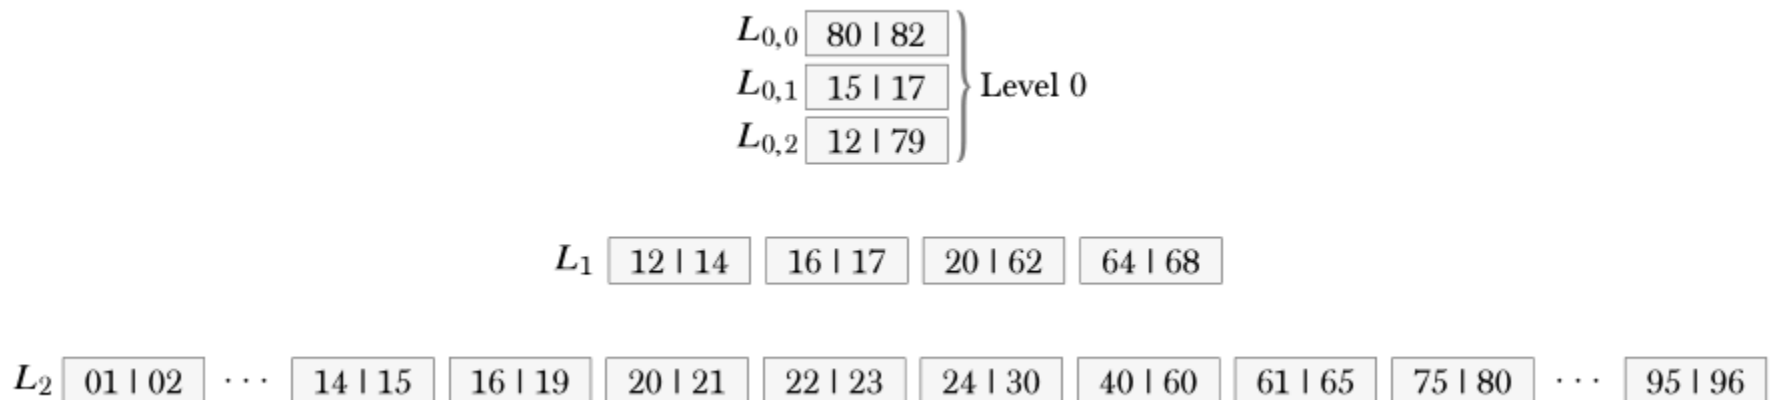 L0,0 80 | 82
L0,1 15 | 17 Level 0
L0,2 12 | 79
L1 12 | 14 16 | 17 20 | 62 64 | 68
L2 01 | 02 ··· 14 | 15 16 | 19 20 | 21 22 | 23 24 | 30 40 | 60 61 | 65 75 | 80 ··· 95 | 96